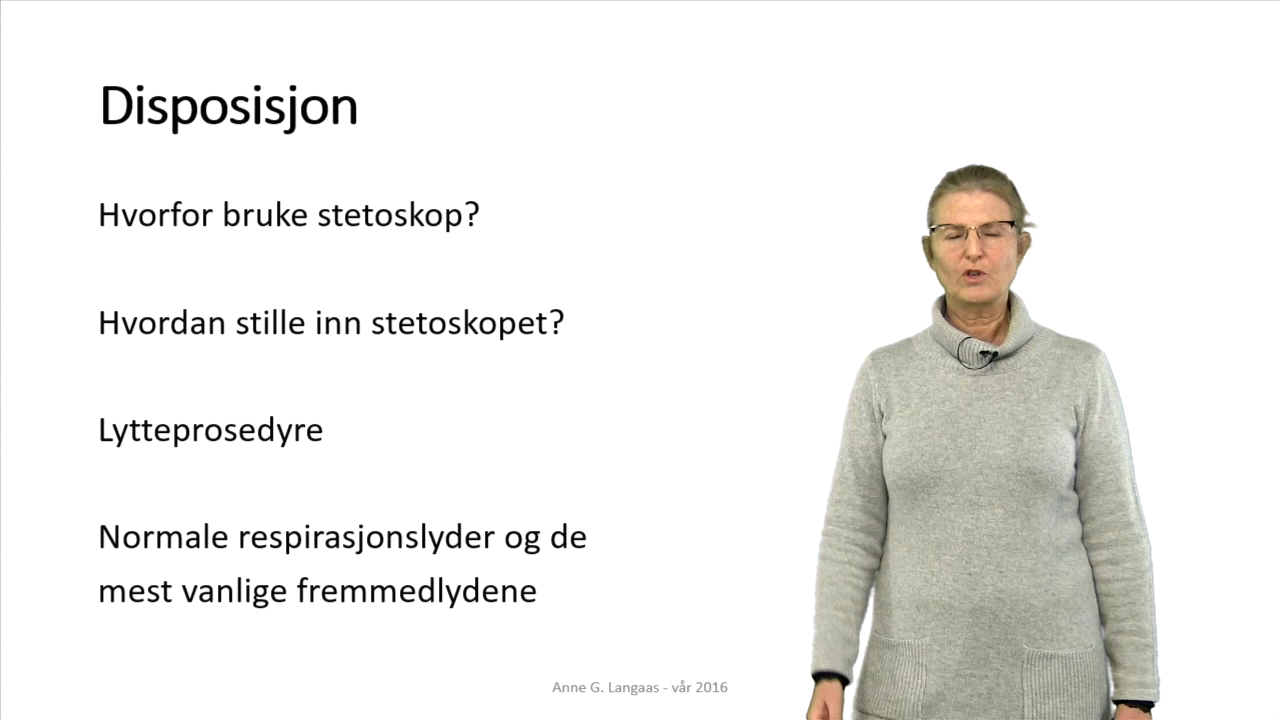 Disposisjon
Hvorfor bruke stetoskop?
Hvordan stille inn stetoskopet?
Lytteprosedyre
Normale respirasjonslyder og de
mest vanlige fremmedlydene
Anne G. Langaas - vår 2016